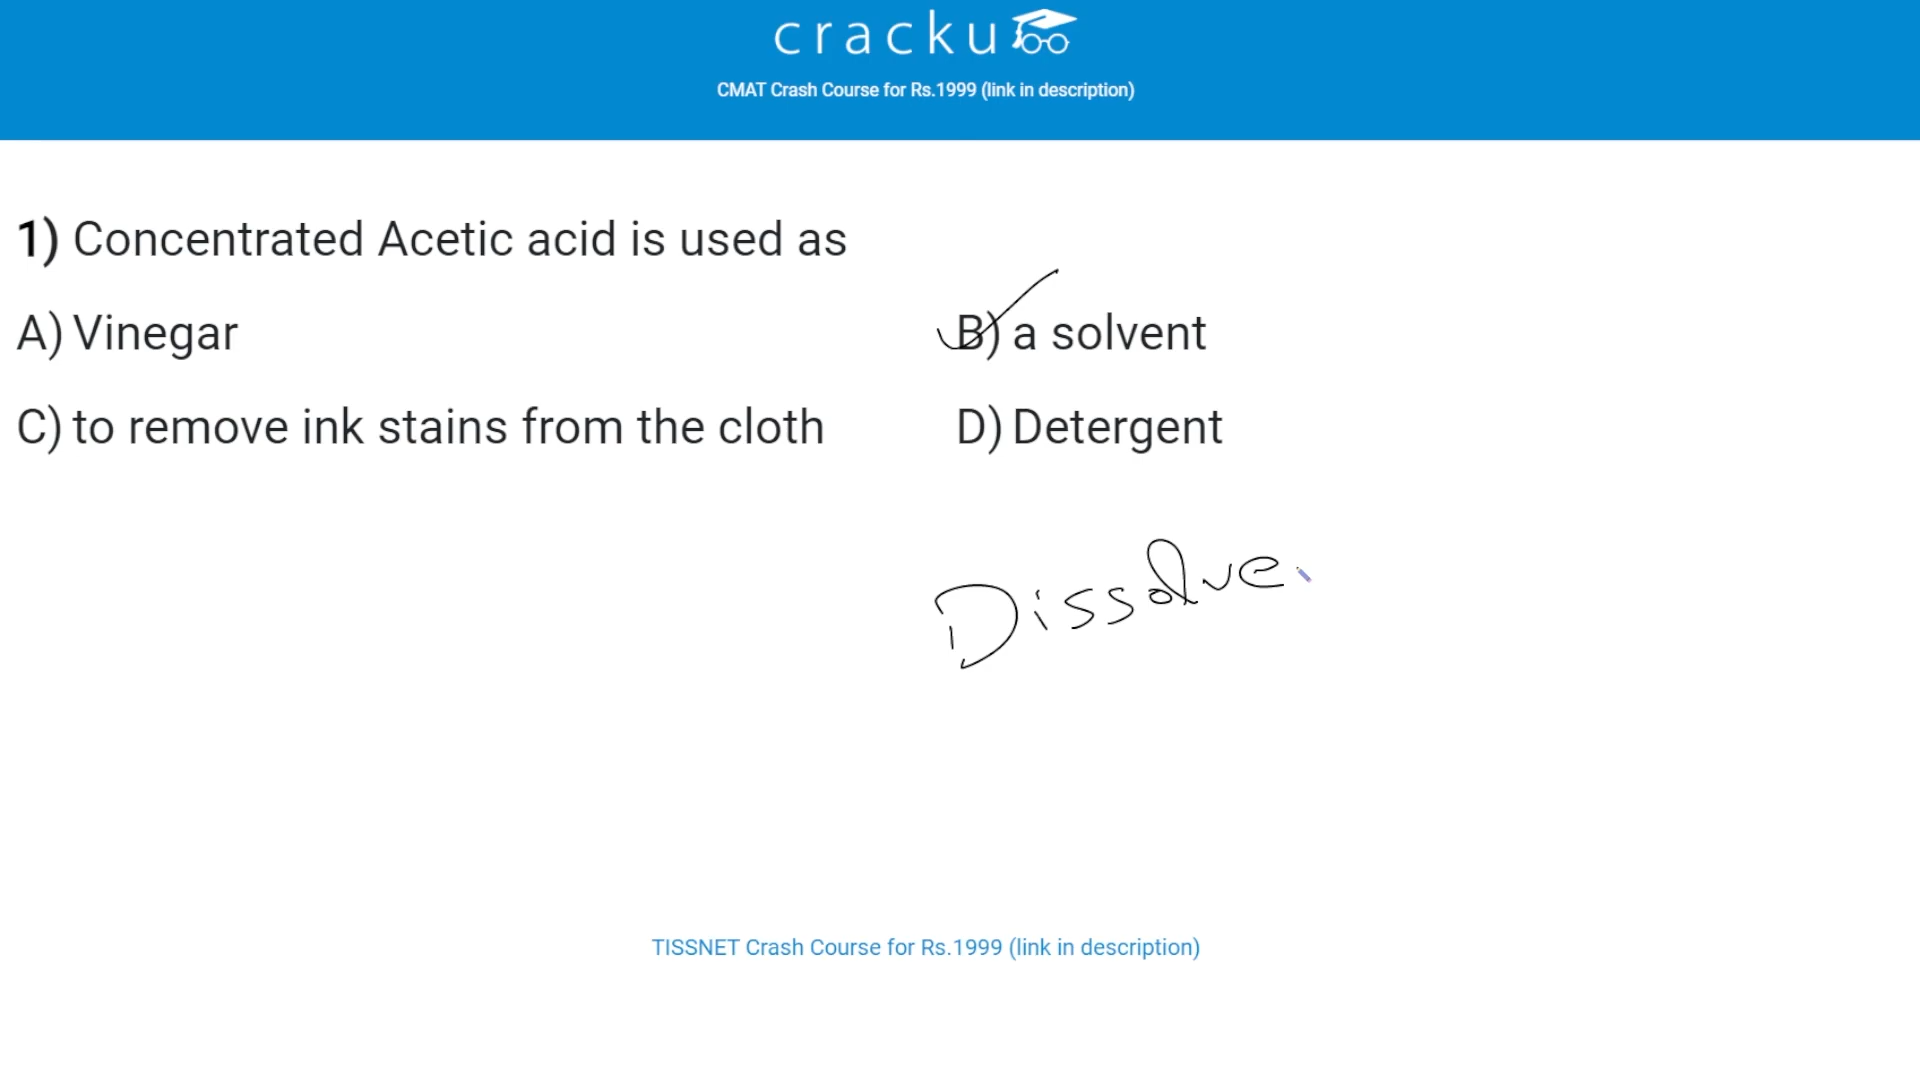 cracku
CMAT Crash Course for Rs.1999 (link in description)
1) Concentrated Acetic acid is used as
A) Vinegar
B) a solvent
C) to remove ink stains from the cloth
D) Detergent
Dissolve
TISSNET Crash Course for Rs.1999 (link in description)